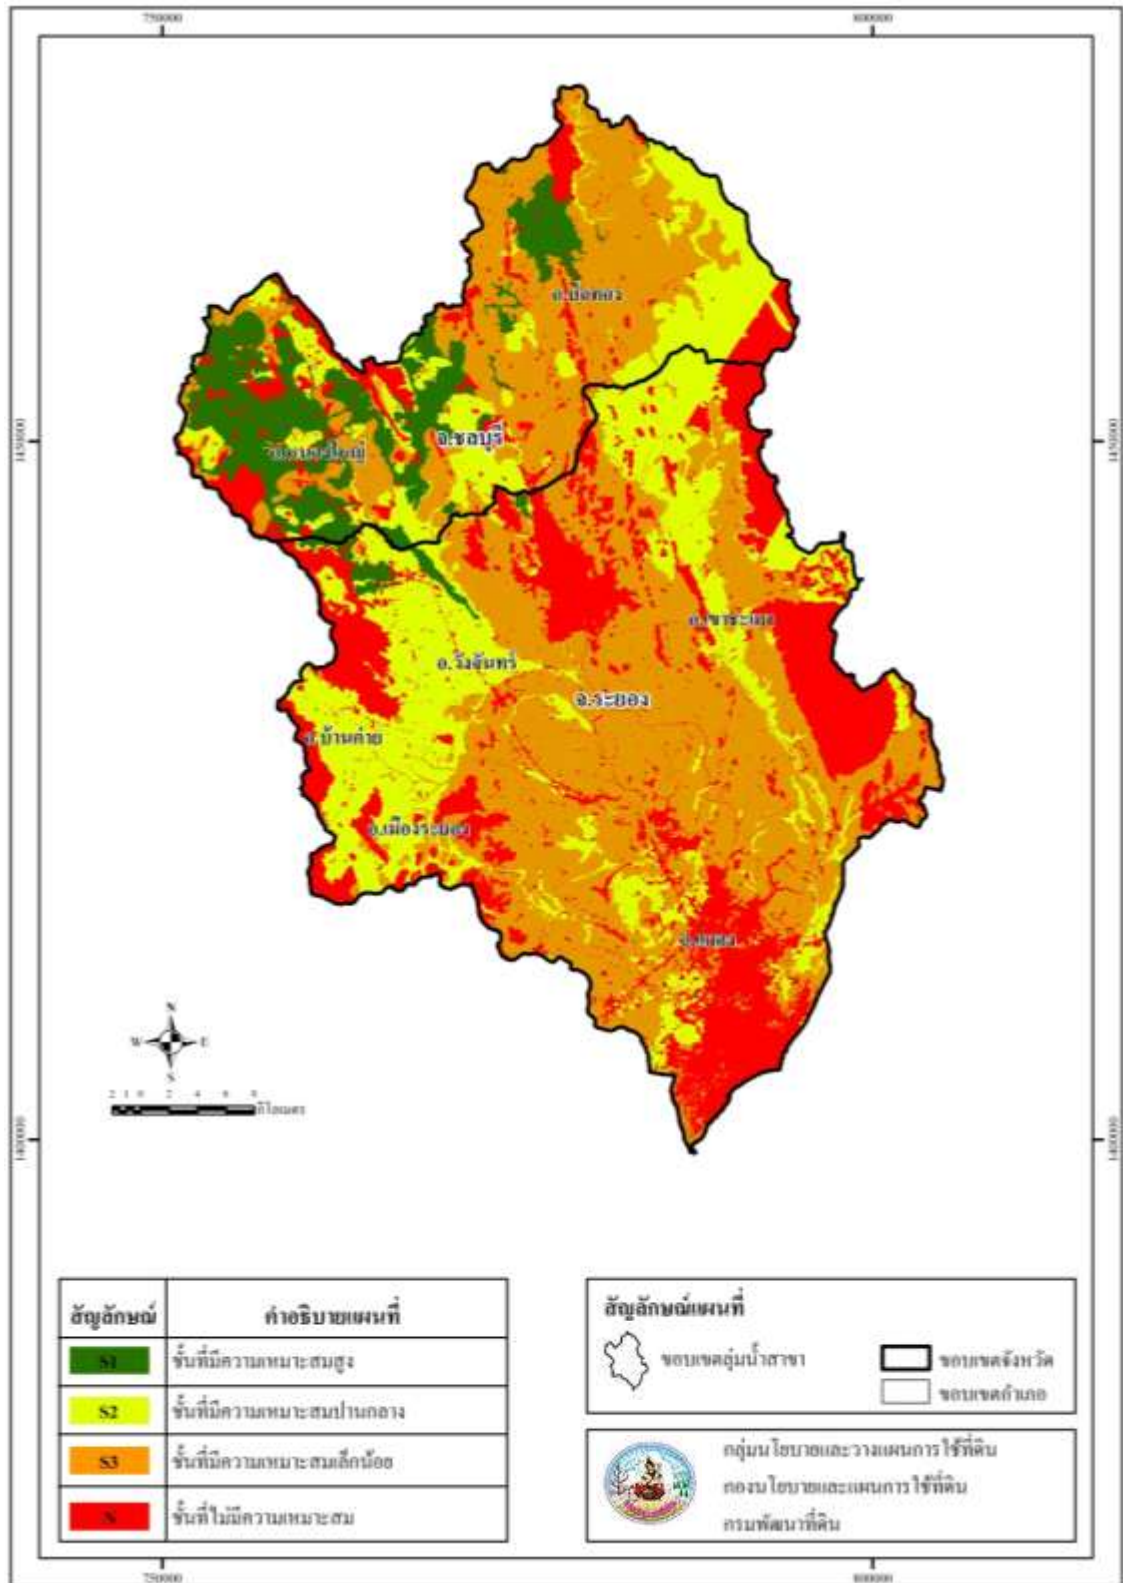 750000 800000
1450000 1450000
อ.บ่อทอง
จ.ชลบุรี
อ.หนองใหญ่
อ.เขาชะเมา
อ.วังจันทร์
จ.ระยอง
อ.บ้านค่าย
อ.เมืองระยอง
อ.แกลง
N
W E
S
2 1 0 2 4 6 8
กิโลเมตร
1400000 1400000
สัญลักษณ์ คำอธิบายแผนที่
S1 ชั้นที่มีความเหมาะสมสูง
S2 ชั้นที่มีความเหมาะสมปานกลาง
S3 ชั้นที่มีความเหมาะสมเล็กน้อย
N ชั้นที่ไม่มีความเหมาะสม
สัญลักษณ์แผนที่
ขอบเขตลุ่มน้ำสาขา ขอบเขตจังหวัด
ขอบเขตอำเภอ
กลุ่มนโยบายและวางแผนการใช้ที่ดิน
กองนโยบายและแผนการใช้ที่ดิน
กรมพัฒนาที่ดิน
750000 800000